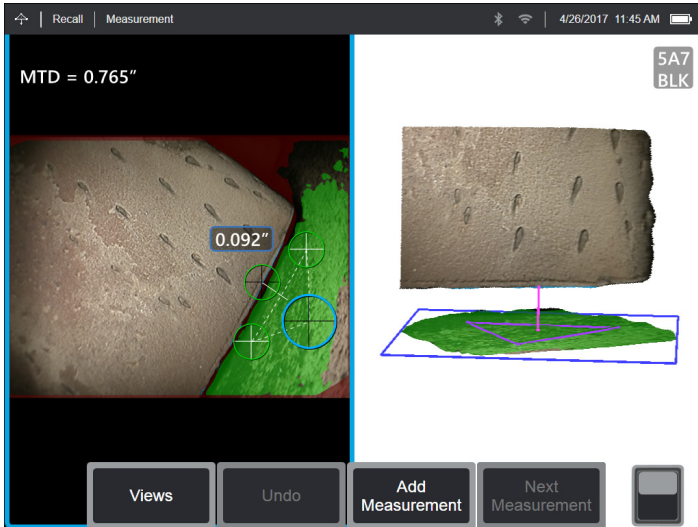 Recall | Measurement
4/26/2017 11:45 AM
MTD = 0.765”
5A7
BLK
0.092”
Views
Undo
Add
Measurement
Next
Measurement